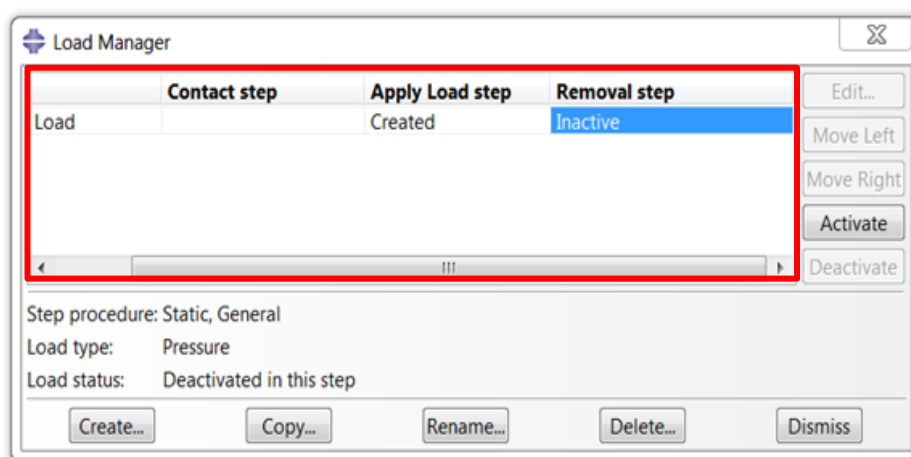 Load Manager
Contact step Apply Load step Removal step
Load Created Inactive
Edit...
Move Left
Move Right
Activate
Deactivate
Step procedure: Static, General
Load type: Pressure
Load status: Deactivated in this step
Create... Copy... Rename... Delete... Dismiss